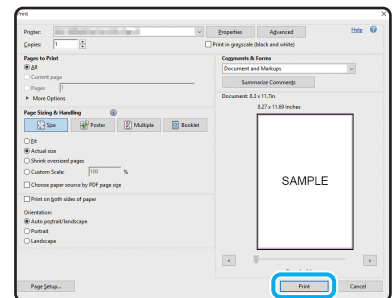 Print
Printer: Properties Advanced Help
Copies: 1 Print in grayscale (black and white)
Pages to Print
All
Current page
Pages 1
More Options
Page Sizing & Handling
Size Poster Multiple Booklet
Fit
Actual size
Shrink oversized pages
Custom Scale: 100 %
Choose paper source by PDF page size
Print on both sides of paper
Orientation:
Auto portrait/landscape
Portrait
Landscape
Comments & Forms
Document and Markups
Summarize Comments
Document: 8.3 x 11.7in
8.27 x 11.69 Inches
SAMPLE
< >
Page Setup... Print Cancel